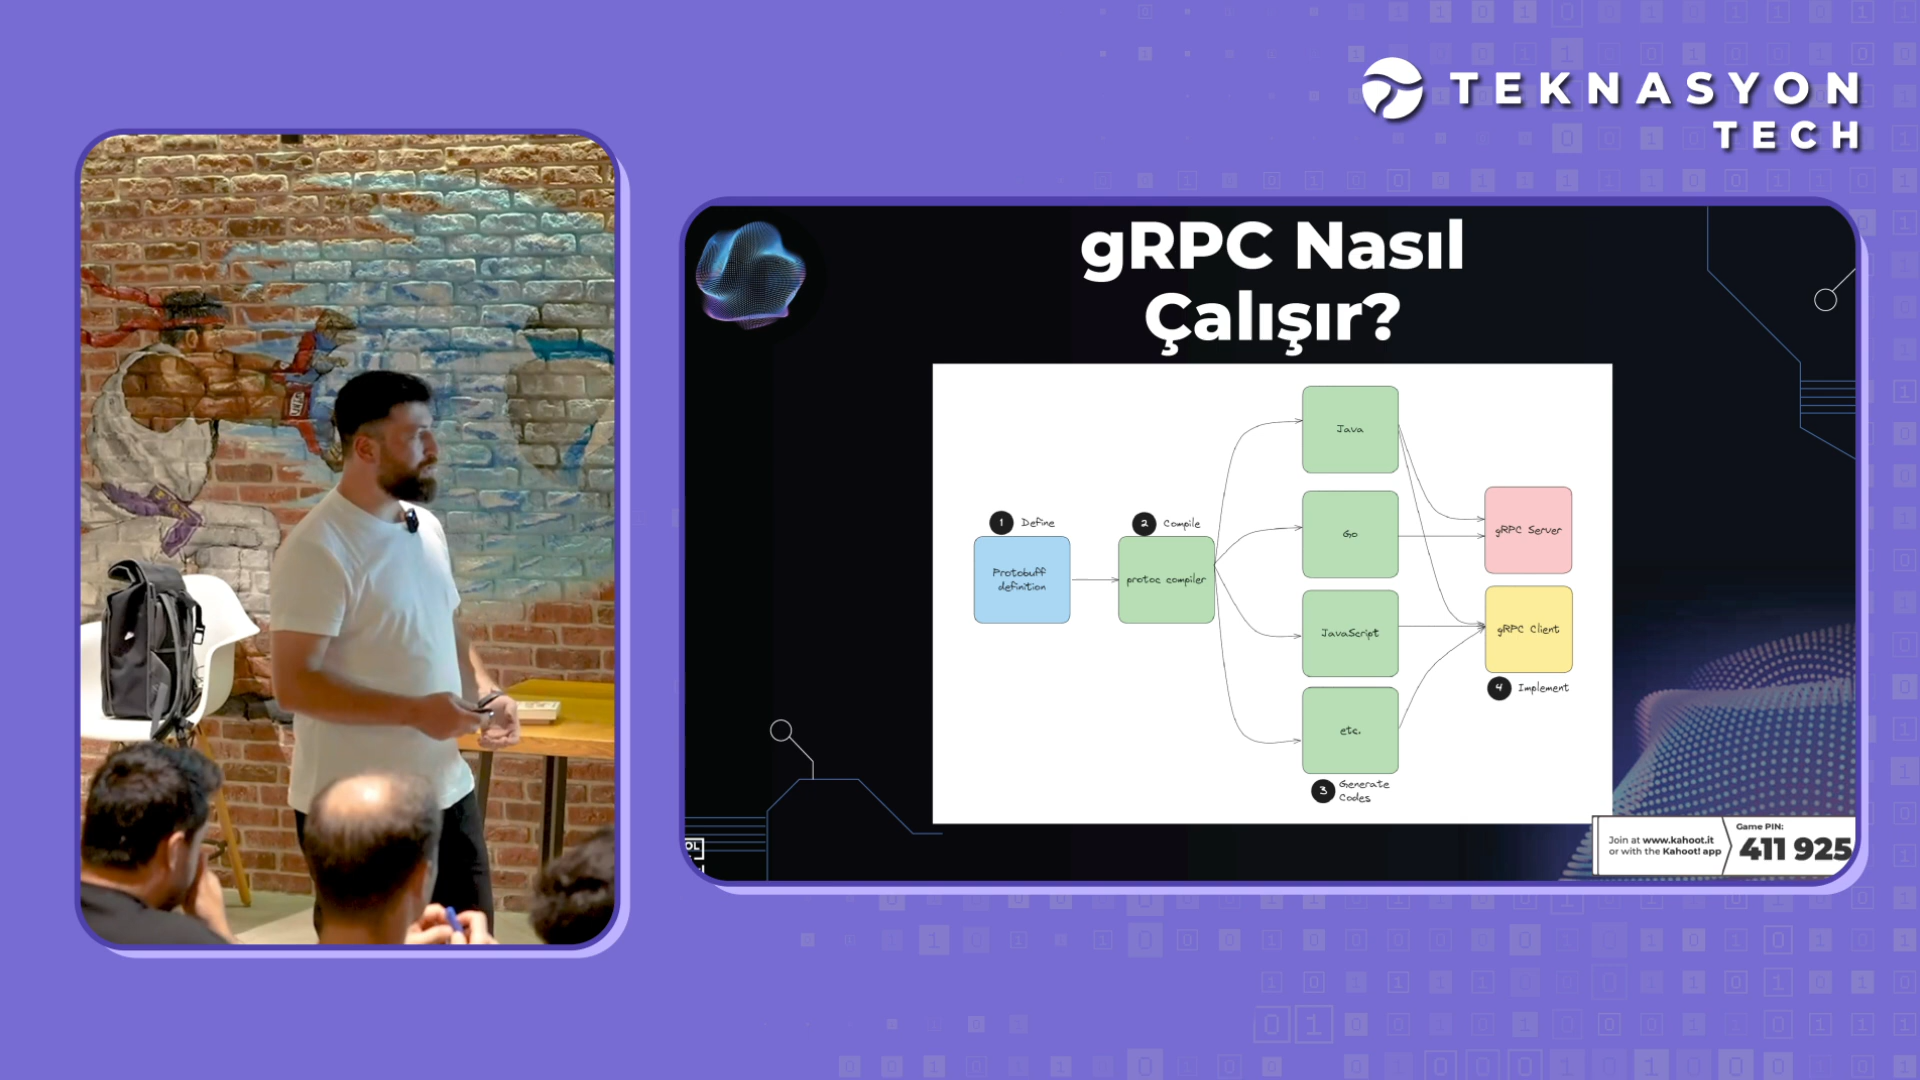 TEKNASYON
TECH
gRPC Nasıl
Çalışır?
1 Define
Protobuff
definition
2 Compile
protoc compiler
Java
Go
JavaScript
etc.
3 Generate
Codes
gRPC Server
gRPC Client
4 Implement
Join at www.kahoot.it
or with the Kahoot! app
Game PIN:
411 925